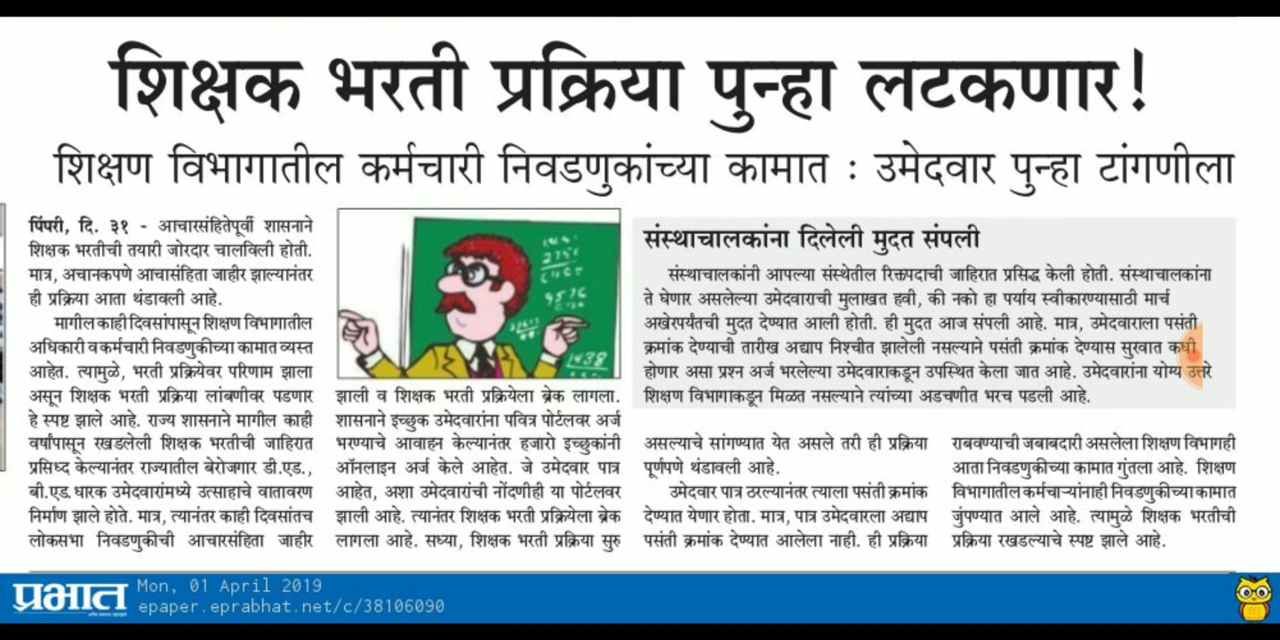 शिक्षक भरती प्रक्रिया पुन्हा लटकणार!
शिक्षण विभागातील कर्मचारी निवडणुकांच्या कामात : उमेदवार पुन्हा टांगणीला
पिंपरी, दि. ३१ - आचारसंहितेपूर्वी शासनाने
शिक्षक भरतीची तयारी जोरदार चालविली होती.
मात्र, अचानकपणे आचासंहिता जाहीर झाल्यानंतर
ही प्रक्रिया आता थंडावली आहे.
मागील काही दिवसांपासून शिक्षण विभागातील
अधिकारी व कर्मचारी निवडणुकीच्या कामात व्यस्त
आहेत. त्यामुळे, भरती प्रक्रियेवर परिणाम झाला
असून शिक्षक भरती प्रक्रिया लांबणीवर पडणार
हे स्पष्ट झाले आहे. राज्य शासनाने मागील काही
वर्षांपासून रखडलेली शिक्षक भरतीची जाहिरात
प्रसिध्द केल्यानंतर राज्यातील बेरोजगार डी.एड.,
बी.एड. धारक उमेदवारांमध्ये उत्साहाचे वातावरण
निर्माण झाले होते. मात्र, त्यानंतर काही दिवसांतच
लोकसभा निवडणुकीची आचारसंहिता जाहीर
झाली व शिक्षक भरती प्रक्रियेला ब्रेक लागला.
शासनाने इच्छुक उमेदवारांना पवित्र पोर्टलवर अर्ज
भरण्याचे आवाहन केल्यानंतर हजारो इच्छुकांनी
ऑनलाइन अर्ज केले आहेत. जे उमेदवार पात्र
आहेत, अशा उमेदवारांची नोंदणीही या पोर्टलवर
झाली आहे. त्यानंतर शिक्षक भरती प्रक्रियेला ब्रेक
लागला आहे. सध्या, शिक्षक भरती प्रक्रिया सुरु
संस्थाचालकांना दिलेली मुदत संपली
संस्थाचालकांनी आपल्या संस्थेतील रिक्तपदाची जाहिरात प्रसिद्ध केली होती. संस्थाचालकांना
ते घेणार असलेल्या उमेदवाराची मुलाखत हवी, की नको हा पर्याय स्वीकारण्यासाठी मार्च
अखेरपर्यंतची मुदत देण्यात आली होती. ही मुदत आज संपली आहे. मात्र, उमेदवाराला पसंती
क्रमांक देण्याची तारीख अद्याप निश्चीत झालेली नसल्याने पसंती क्रमांक देण्यास सुरवात कधी
होणार असा प्रश्न अर्ज भरलेल्या उमेदवाराकडून उपस्थित केला जात आहे. उमेदवारांना योग्य उत्तरे
शिक्षण विभागाकडून मिळत नसल्याने त्यांच्या अडचणीत भरच पडली आहे.
असल्याचे सांगण्यात येत असले तरी ही प्रक्रिया
पूर्णपणे थंडावली आहे.
उमेदवार पात्र ठरल्यानंतर त्याला पसंती क्रमांक
देण्यात येणार होता. मात्र, पात्र उमेदवारला अद्याप
पसंती क्रमांक देण्यात आलेला नाही. ही प्रक्रिया
राबवण्याची जबाबदारी असलेला शिक्षण विभागही
आता निवडणुकीच्या कामात गुंतला आहे. शिक्षण
विभागातील कर्मचाऱ्यांनाही निवडणुकीच्या कामात
जुंपण्यात आले आहे. त्यामुळे शिक्षक भरतीची
प्रक्रिया रखडल्याचे स्पष्ट झाले आहे.
प्रभात
Mon, 01 April 2019
epaper.eprabhat.net/c/38106090